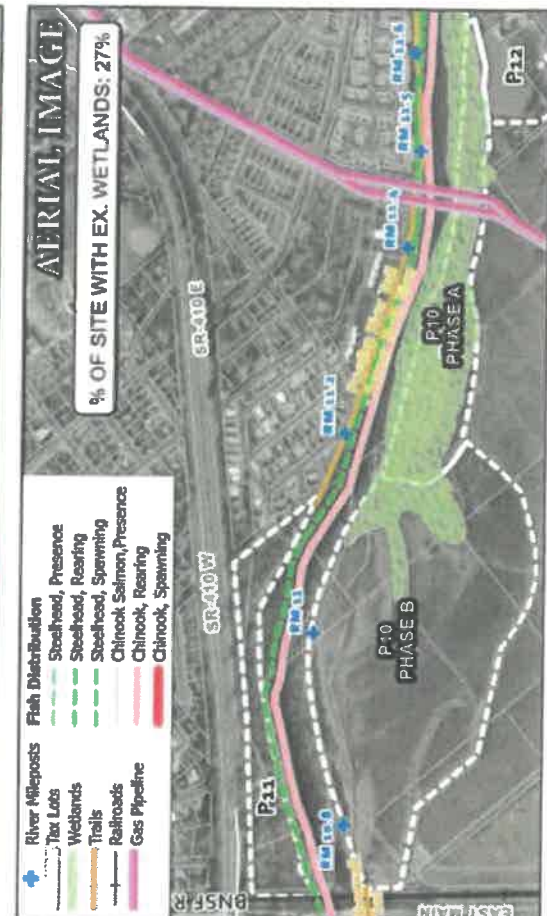 AERIAL IMAGE
% OF SITE WITH EX. WETLANDS: 27%
River Mileposts
Tax Lots
Wetlands
Trails
Railroads
Gas Pipeline
Fish Distribution
Steelhead, Presence
Steelhead, Rearing
Steelhead, Spawning
Chinook Salmon, Presence
Chinook, Rearing
Chinook, Spawning
SR-410 E
SR-410 W
RM 11.6
RM 11.5
RM 11.4
RM 11.2
RM 11
RM 10.8
P12
P10
PHASE A
P10
PHASE B
P11
BNSF R
EAST MAIN